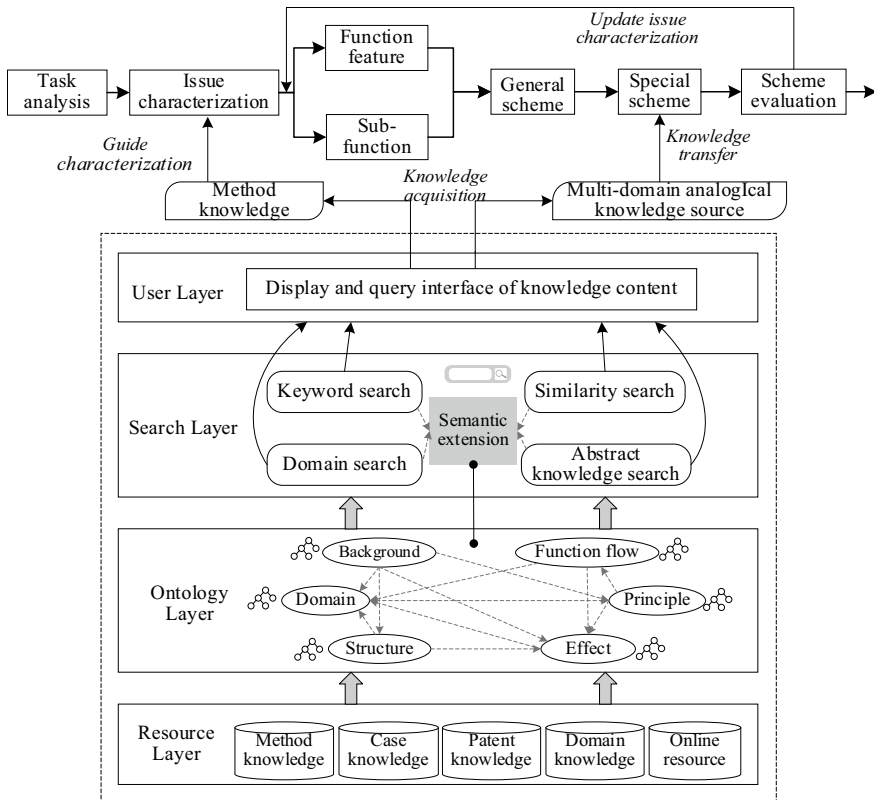 Update issue
characterization
Function
feature
Task
analysis
Issue
characterization
General
scheme
Special
scheme
Scheme
evaluation
Sub-
function
Guide
characterization
Knowledge
acquisition
Knowledge
transfer
Method
knowledge
Multi-domain analogIcal
knowledge source
User Layer
Display and query interface of knowledge content
Search Layer
Keyword search
Similarity search
Semantic
extension
Domain search
Abstract
knowledge search
Ontology
Layer
Background
Function flow
Domain
Principle
Structure
Effect
Resource
Layer
Method
knowledge
Case
knowledge
Patent
knowledge
Domain
knowledge
Online
resource